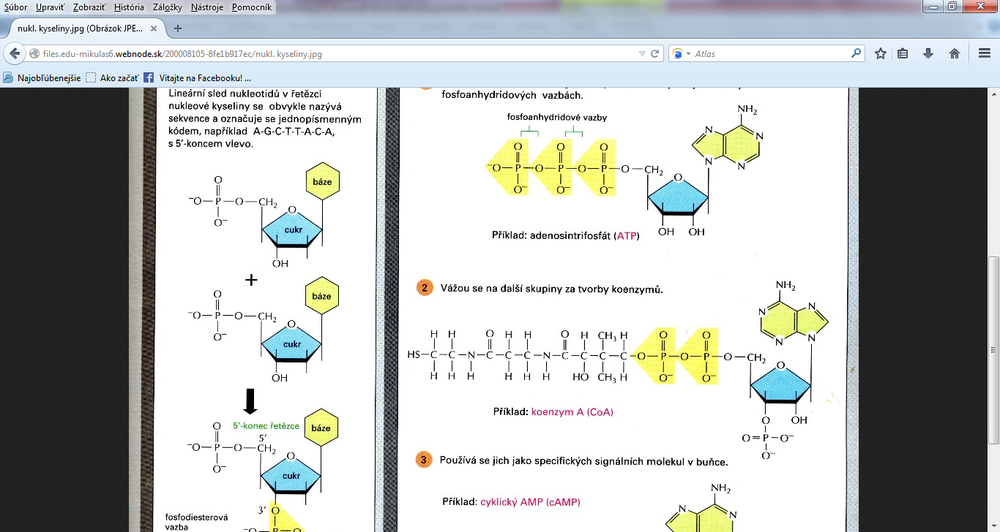 Súbor Upraviť Zobraziť História Záložky Nástroje Pomocník
nukl. kyseliny.jpg (Obrázok JPE...
files.edu-mikulas6.webnode.sk/200008105-8fe1b917ec/nukl. kyseliny.jpg
Atlas
Najobľúbenejšie Ako začať Vitajte na Facebooku! ...
Lineární sled nukleotidů v řetězci
nukleové kyseliny se obvykle nazývá
sekvence a označuje se jednopísmenným
kódem, například A-G-C-T-T-A-C-A,
s 5′-koncem vlevo.
báze
O
⁻O—P—O—CH₂
O⁻
O
cukr
OH
+
báze
O
⁻O—P—O—CH₂
O⁻
O
cukr
OH
5′-konec řetězce
báze
O
5′
⁻O—P—O—CH₂
O⁻
O
cukr
3′ O
fosfodiesterová
vazba
⁻O—P=O
fosfoanhydridových vazbách.
fosfoanhydridové vazby
NH₂
N
N
N
N
O O O
⁻O—P—O—P—O—P—O—CH₂
O⁻ O⁻ O⁻
O
OH OH
Příklad: adenosintrifosfát (ATP)
2 Vážou se na další skupiny za tvorby koenzymů.
NH₂
N
N
N
N
H H O H H O H CH₃ H O O
HS—C—C—N—C—C—C—N—C—C—C—C—O—P—O—P—O—CH₂
H H H H H H HO CH₃ H O⁻ O⁻
O
O OH
O=P—O⁻
O⁻
Příklad: koenzym A (CoA)
3 Používá se jich jako specifických signálních molekul v buňce.
Příklad: cyklický AMP (cAMP)
NH₂
N
N